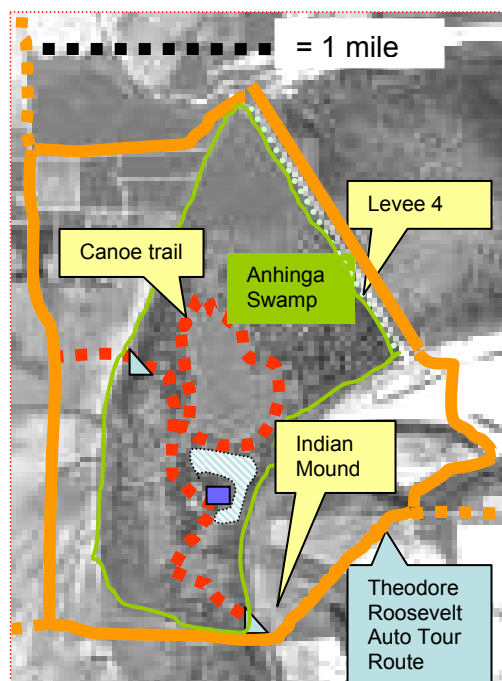 = 1 mile
Levee 4
Canoe trail
Anhinga
Swamp
Indian
Mound
Theodore
Roosevelt
Auto Tour
Route